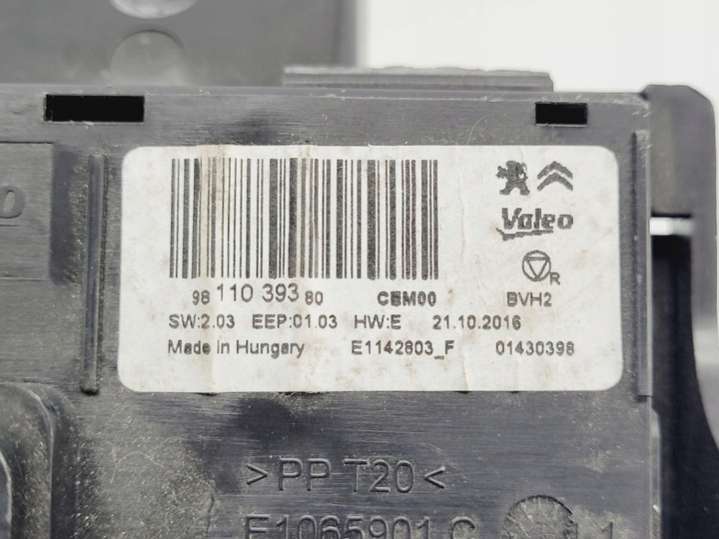 Valeo
98 110 393 80 CEM00 BVH2
R
SW:2.03 EEP:01.03 HW:E 21.10.2016
Made in Hungary E1142803_F 01430398
>PP T20<
E1065901 C